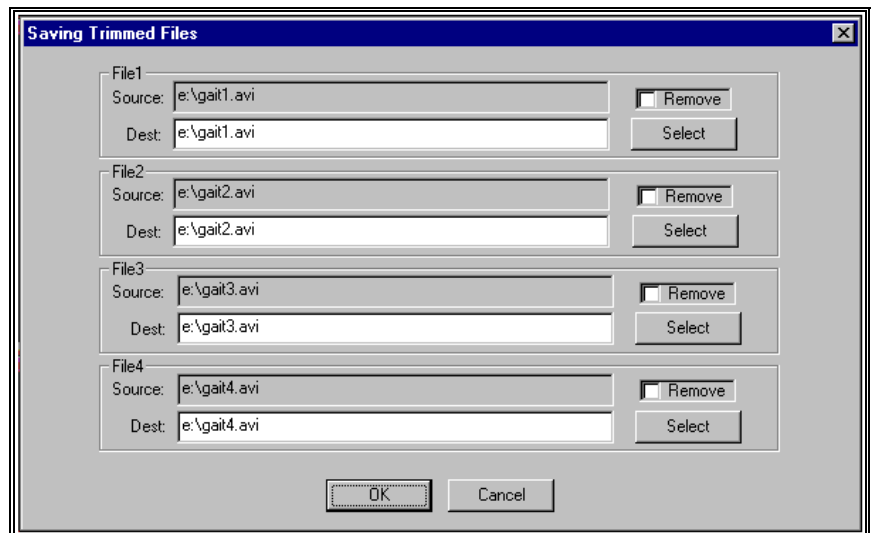 Saving Trimmed Files
File1
Source: e:\gait1.avi Remove
Dest: e:\gait1.avi Select
File2
Source: e:\gait2.avi Remove
Dest: e:\gait2.avi Select
File3
Source: e:\gait3.avi Remove
Dest: e:\gait3.avi Select
File4
Source: e:\gait4.avi Remove
Dest: e:\gait4.avi Select
OK Cancel